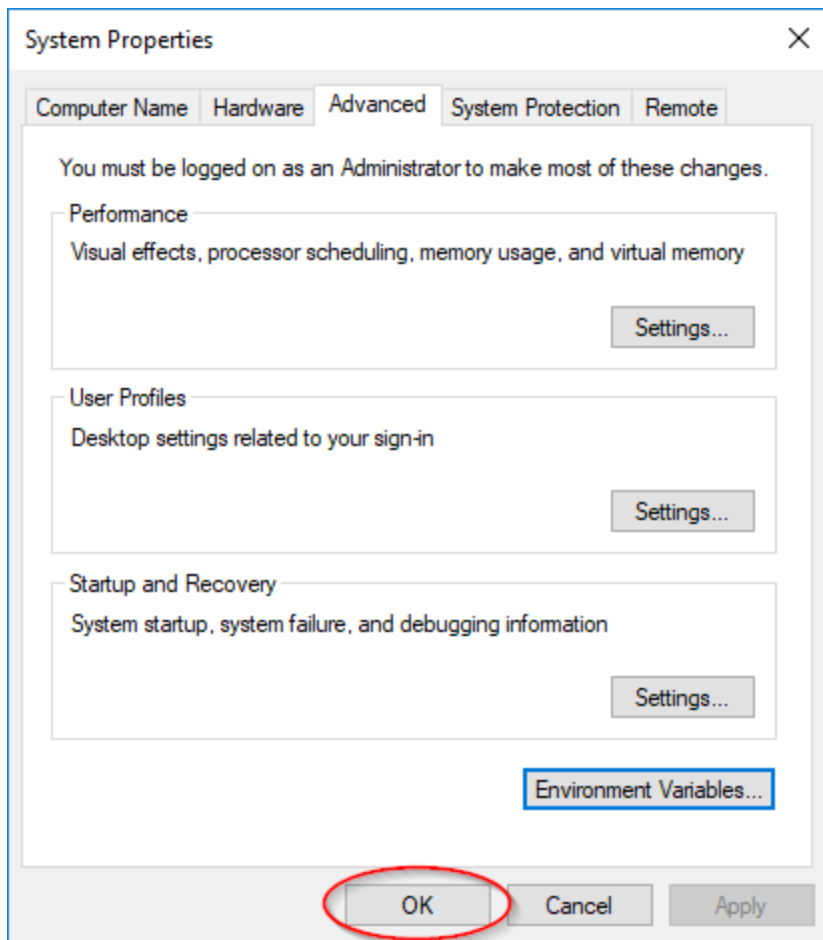 System Properties
Computer Name Hardware Advanced System Protection Remote
You must be logged on as an Administrator to make most of these changes.
Performance
Visual effects, processor scheduling, memory usage, and virtual memory
Settings...
User Profiles
Desktop settings related to your sign-in
Settings...
Startup and Recovery
System startup, system failure, and debugging information
Settings...
Environment Variables...
OK Cancel Apply